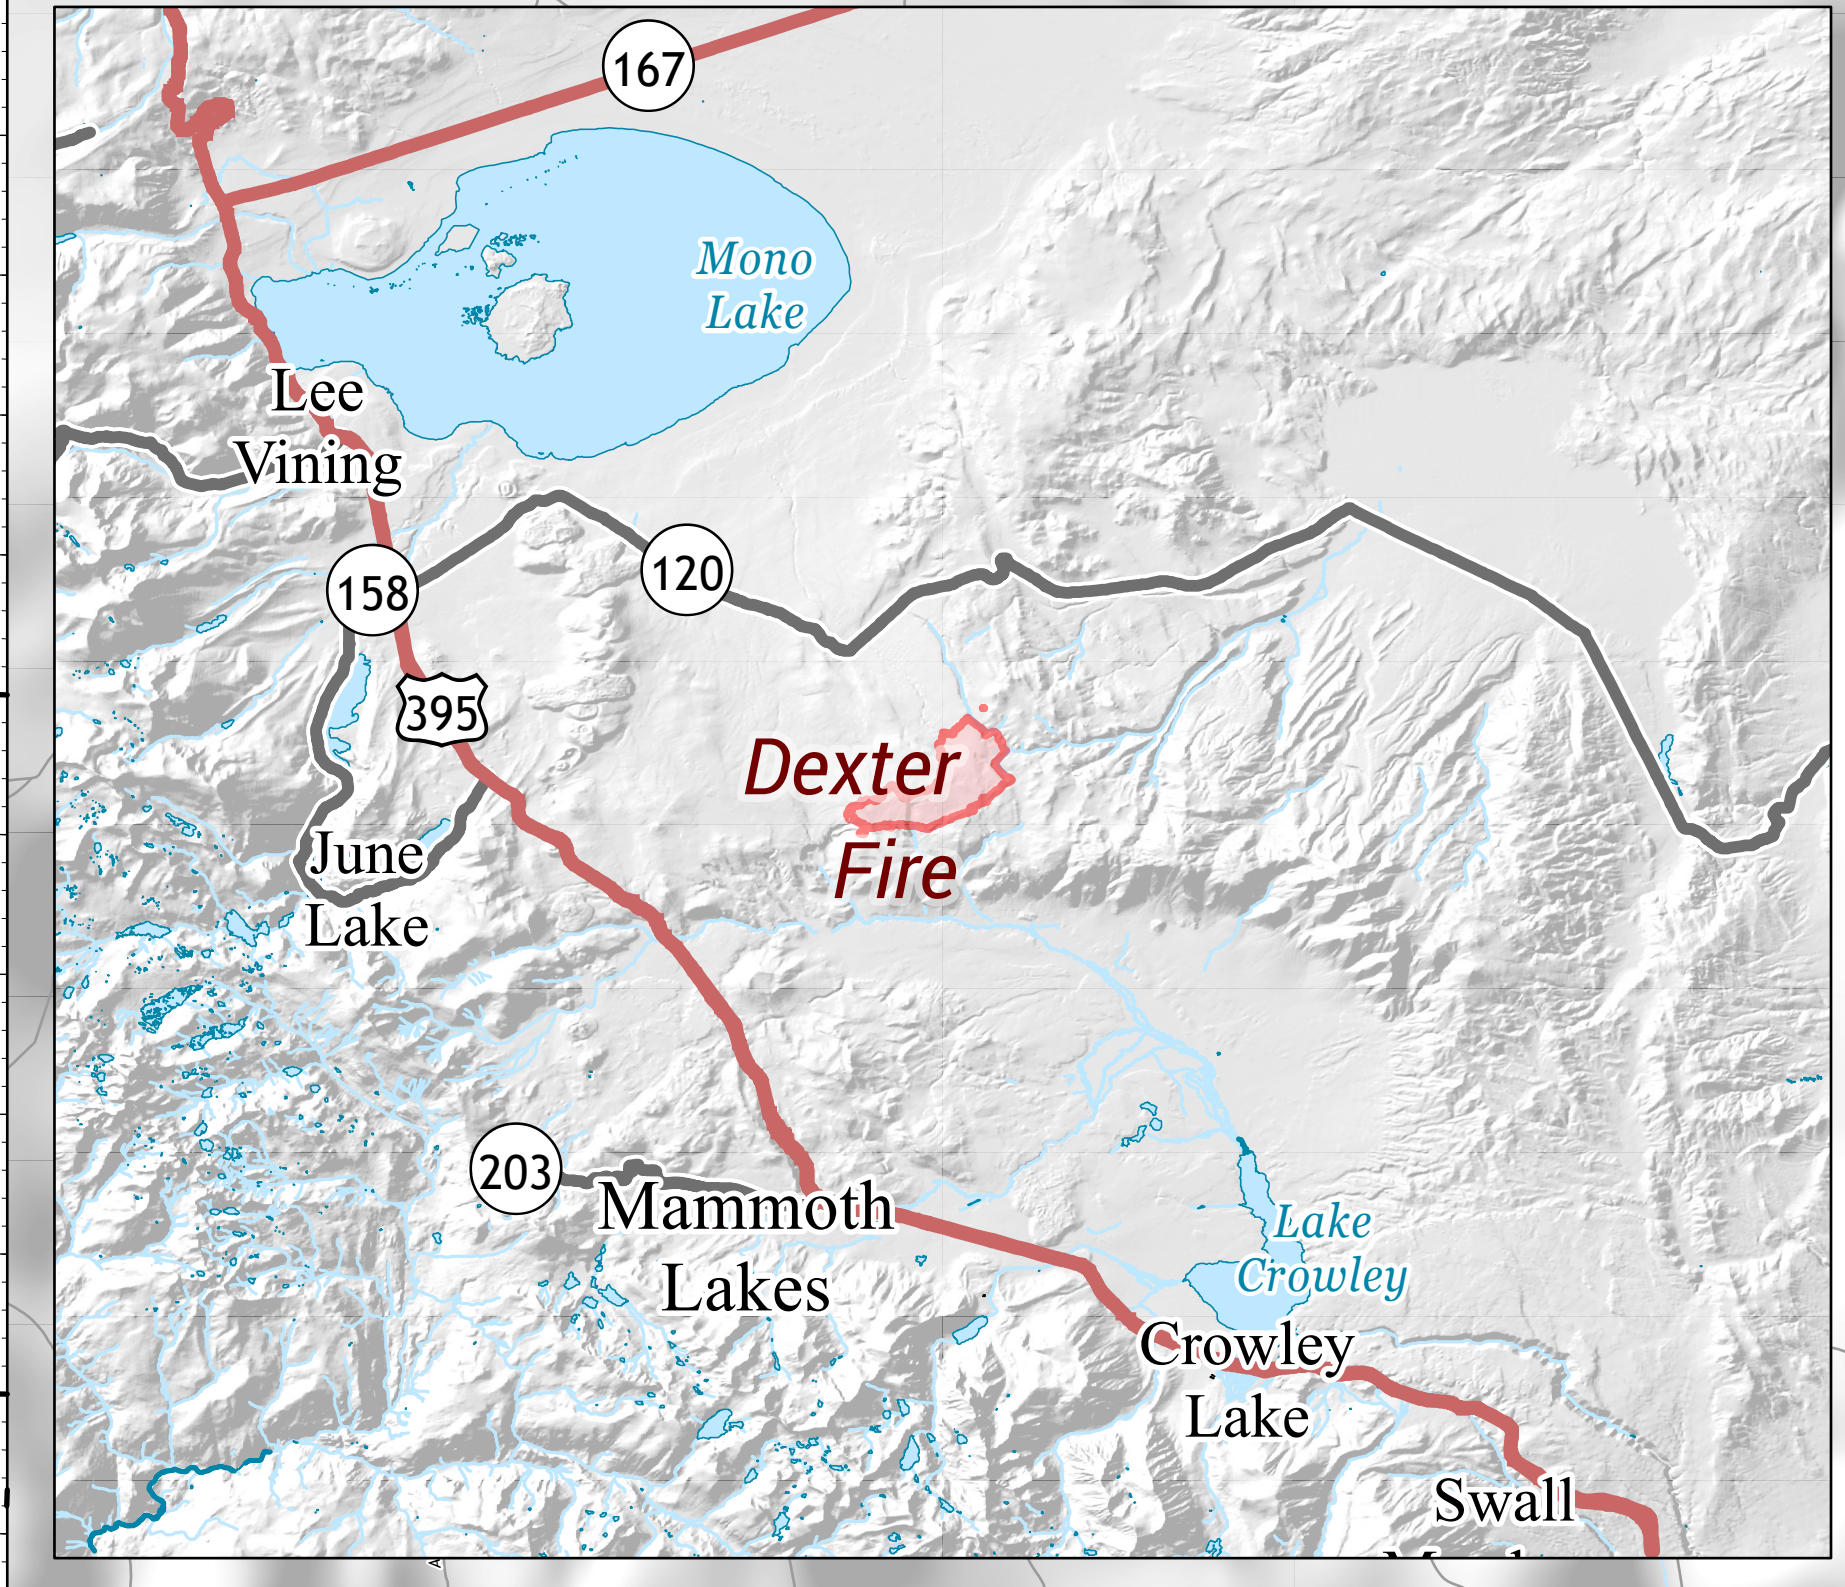 167
Mono
Lake
Lee
Vining
158
120
395
Dexter
Fire
June
Lake
203
Mammoth
Lakes
Lake
Crowley
Crowley
Lake
Swall